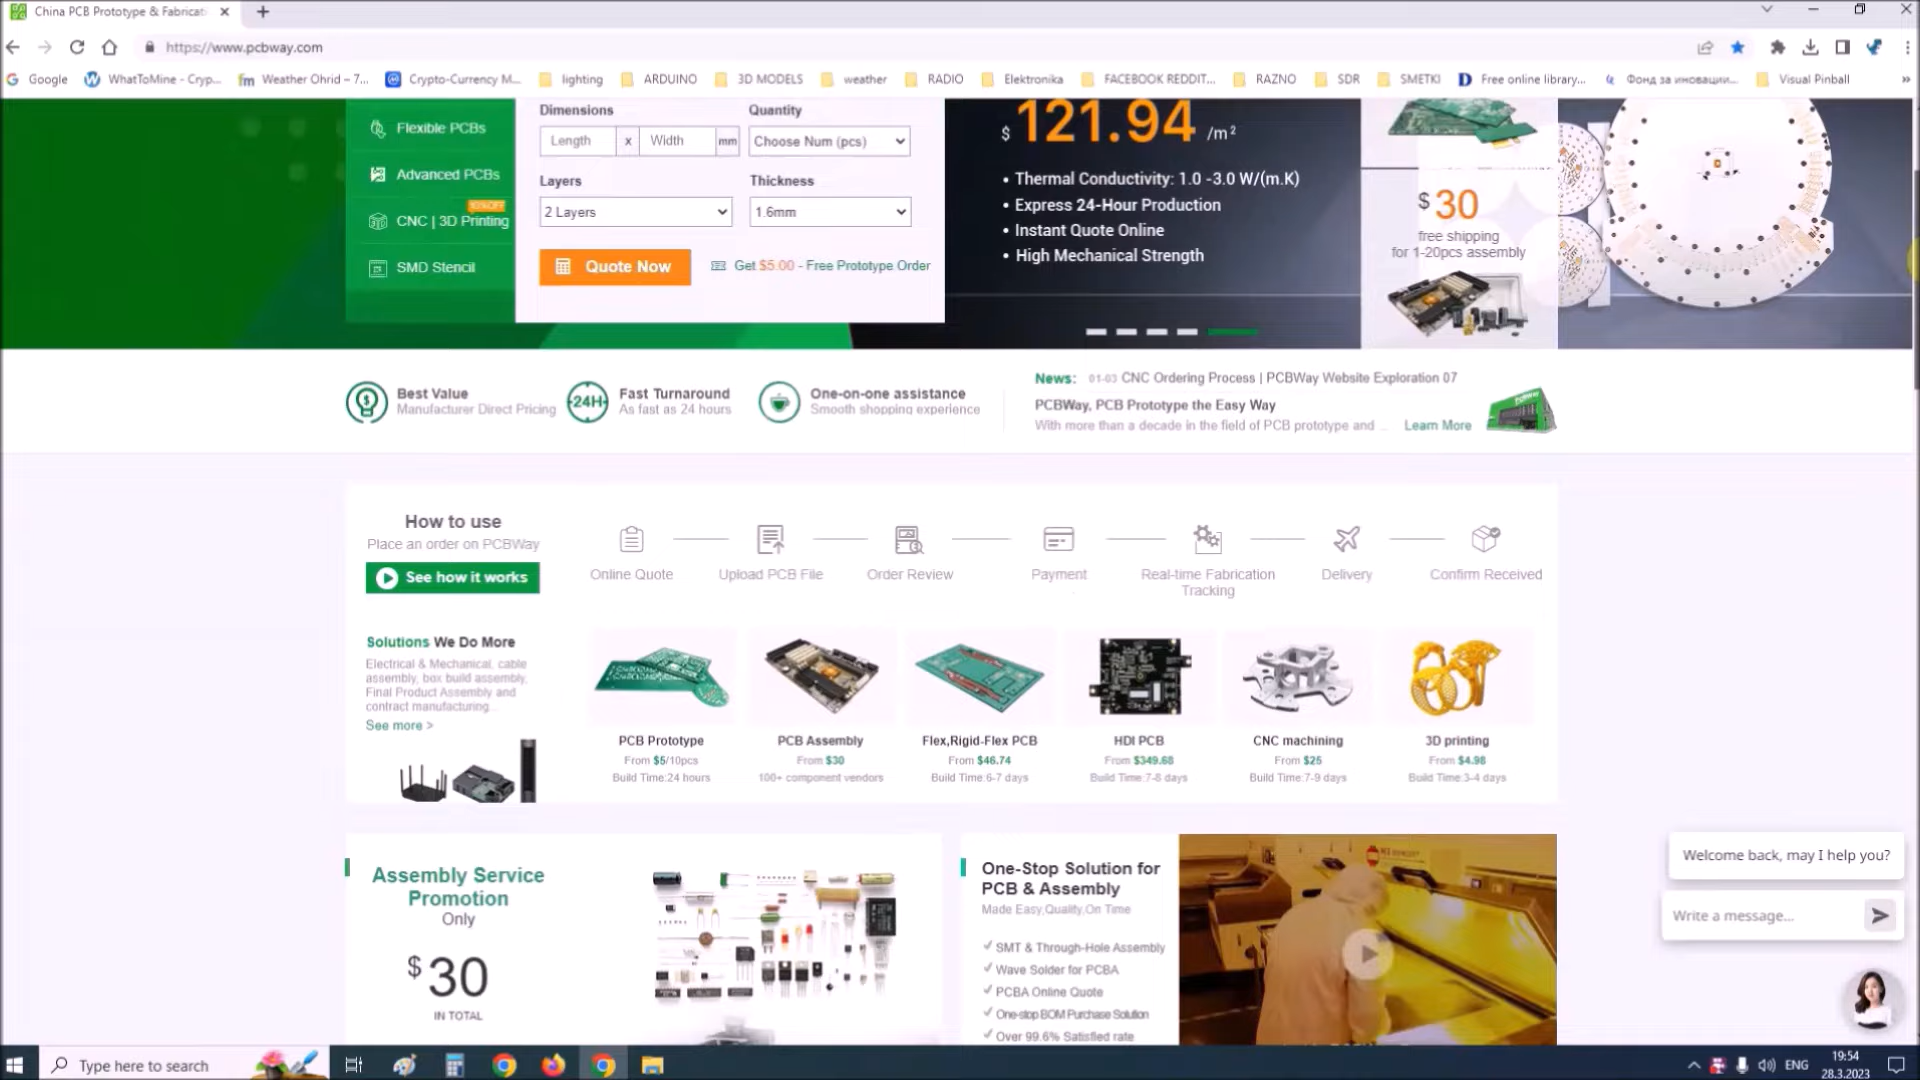 China PCB Prototype & Fabricat
https://www.pcbway.com
Google
WhatToMine - Cryp...
Weather Ohrid – 7...
Crypto-Currency M...
lighting
ARDUINO
3D MODELS
weather
RADIO
Elektronika
FACEBOOK REDDIT...
RAZNO
SDR
SMETKI
Free online library...
Фонд за иновации...
Visual Pinball
Flexible PCBs
Advanced PCBs
CNC | 3D Printing
SMD Stencil
Dimensions
Quantity
Length
x
Width
mm
Choose Num (pcs)
Layers
Thickness
2 Layers
1.6mm
Quote Now
Get $5.00 - Free Prototype Order
$ 121.94 /m²
• Thermal Conductivity: 1.0 -3.0 W/(m.K)
• Express 24-Hour Production
• Instant Quote Online
• High Mechanical Strength
$30
free shipping
for 1-20pcs assembly
Best Value
Manufacturer Direct Pricing
24H
Fast Turnaround
As fast as 24 hours
One-on-one assistance
Smooth shopping experience
News: 01-03 CNC Ordering Process | PCBWay Website Exploration 07
PCBWay, PCB Prototype the Easy Way
With more than a decade in the field of PCB prototype and ...
Learn More
How to use
Place an order on PCBWay
See how it works
Online Quote
Upload PCB File
Order Review
Payment
Real-time Fabrication
Tracking
Delivery
Confirm Received
Solutions We Do More
Electrical & Mechanical, cable
assembly, box build assembly,
Final Product Assembly and
contract manufacturing...
See more >
PCB Prototype
From $5/10pcs
Build Time:24 hours
PCB Assembly
From $30
100+ component vendors
Flex,Rigid-Flex PCB
From $46.74
Build Time:6-7 days
HDI PCB
From $349.68
Build Time:7-8 days
CNC machining
From $25
Build Time:7-9 days
3D printing
From $4.98
Build Time:3-4 days
Assembly Service
Promotion
Only
$30
IN TOTAL
One-Stop Solution for
PCB & Assembly
Made Easy,Quality,On Time
SMT & Through-Hole Assembly
Wave Solder for PCBA
PCBA Online Quote
One-stop BOM Purchase Solution
Over 99.6% Satisfied rate
Welcome back, may I help you?
Write a message...
Type here to search
ENG
19:54
28.3.2023